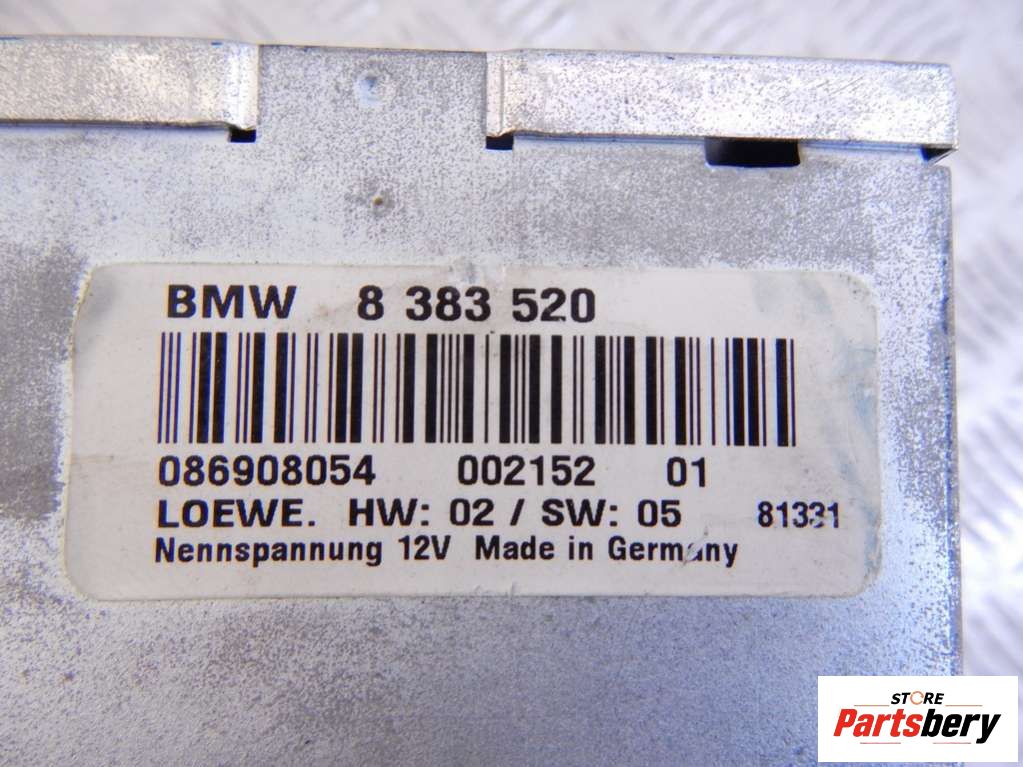 BMW 8 383 520
086908054 002152 01
LOEWE. HW: 02 / SW: 05 81331
Nennspannung 12V Made in Germany
STORE
Partsbery